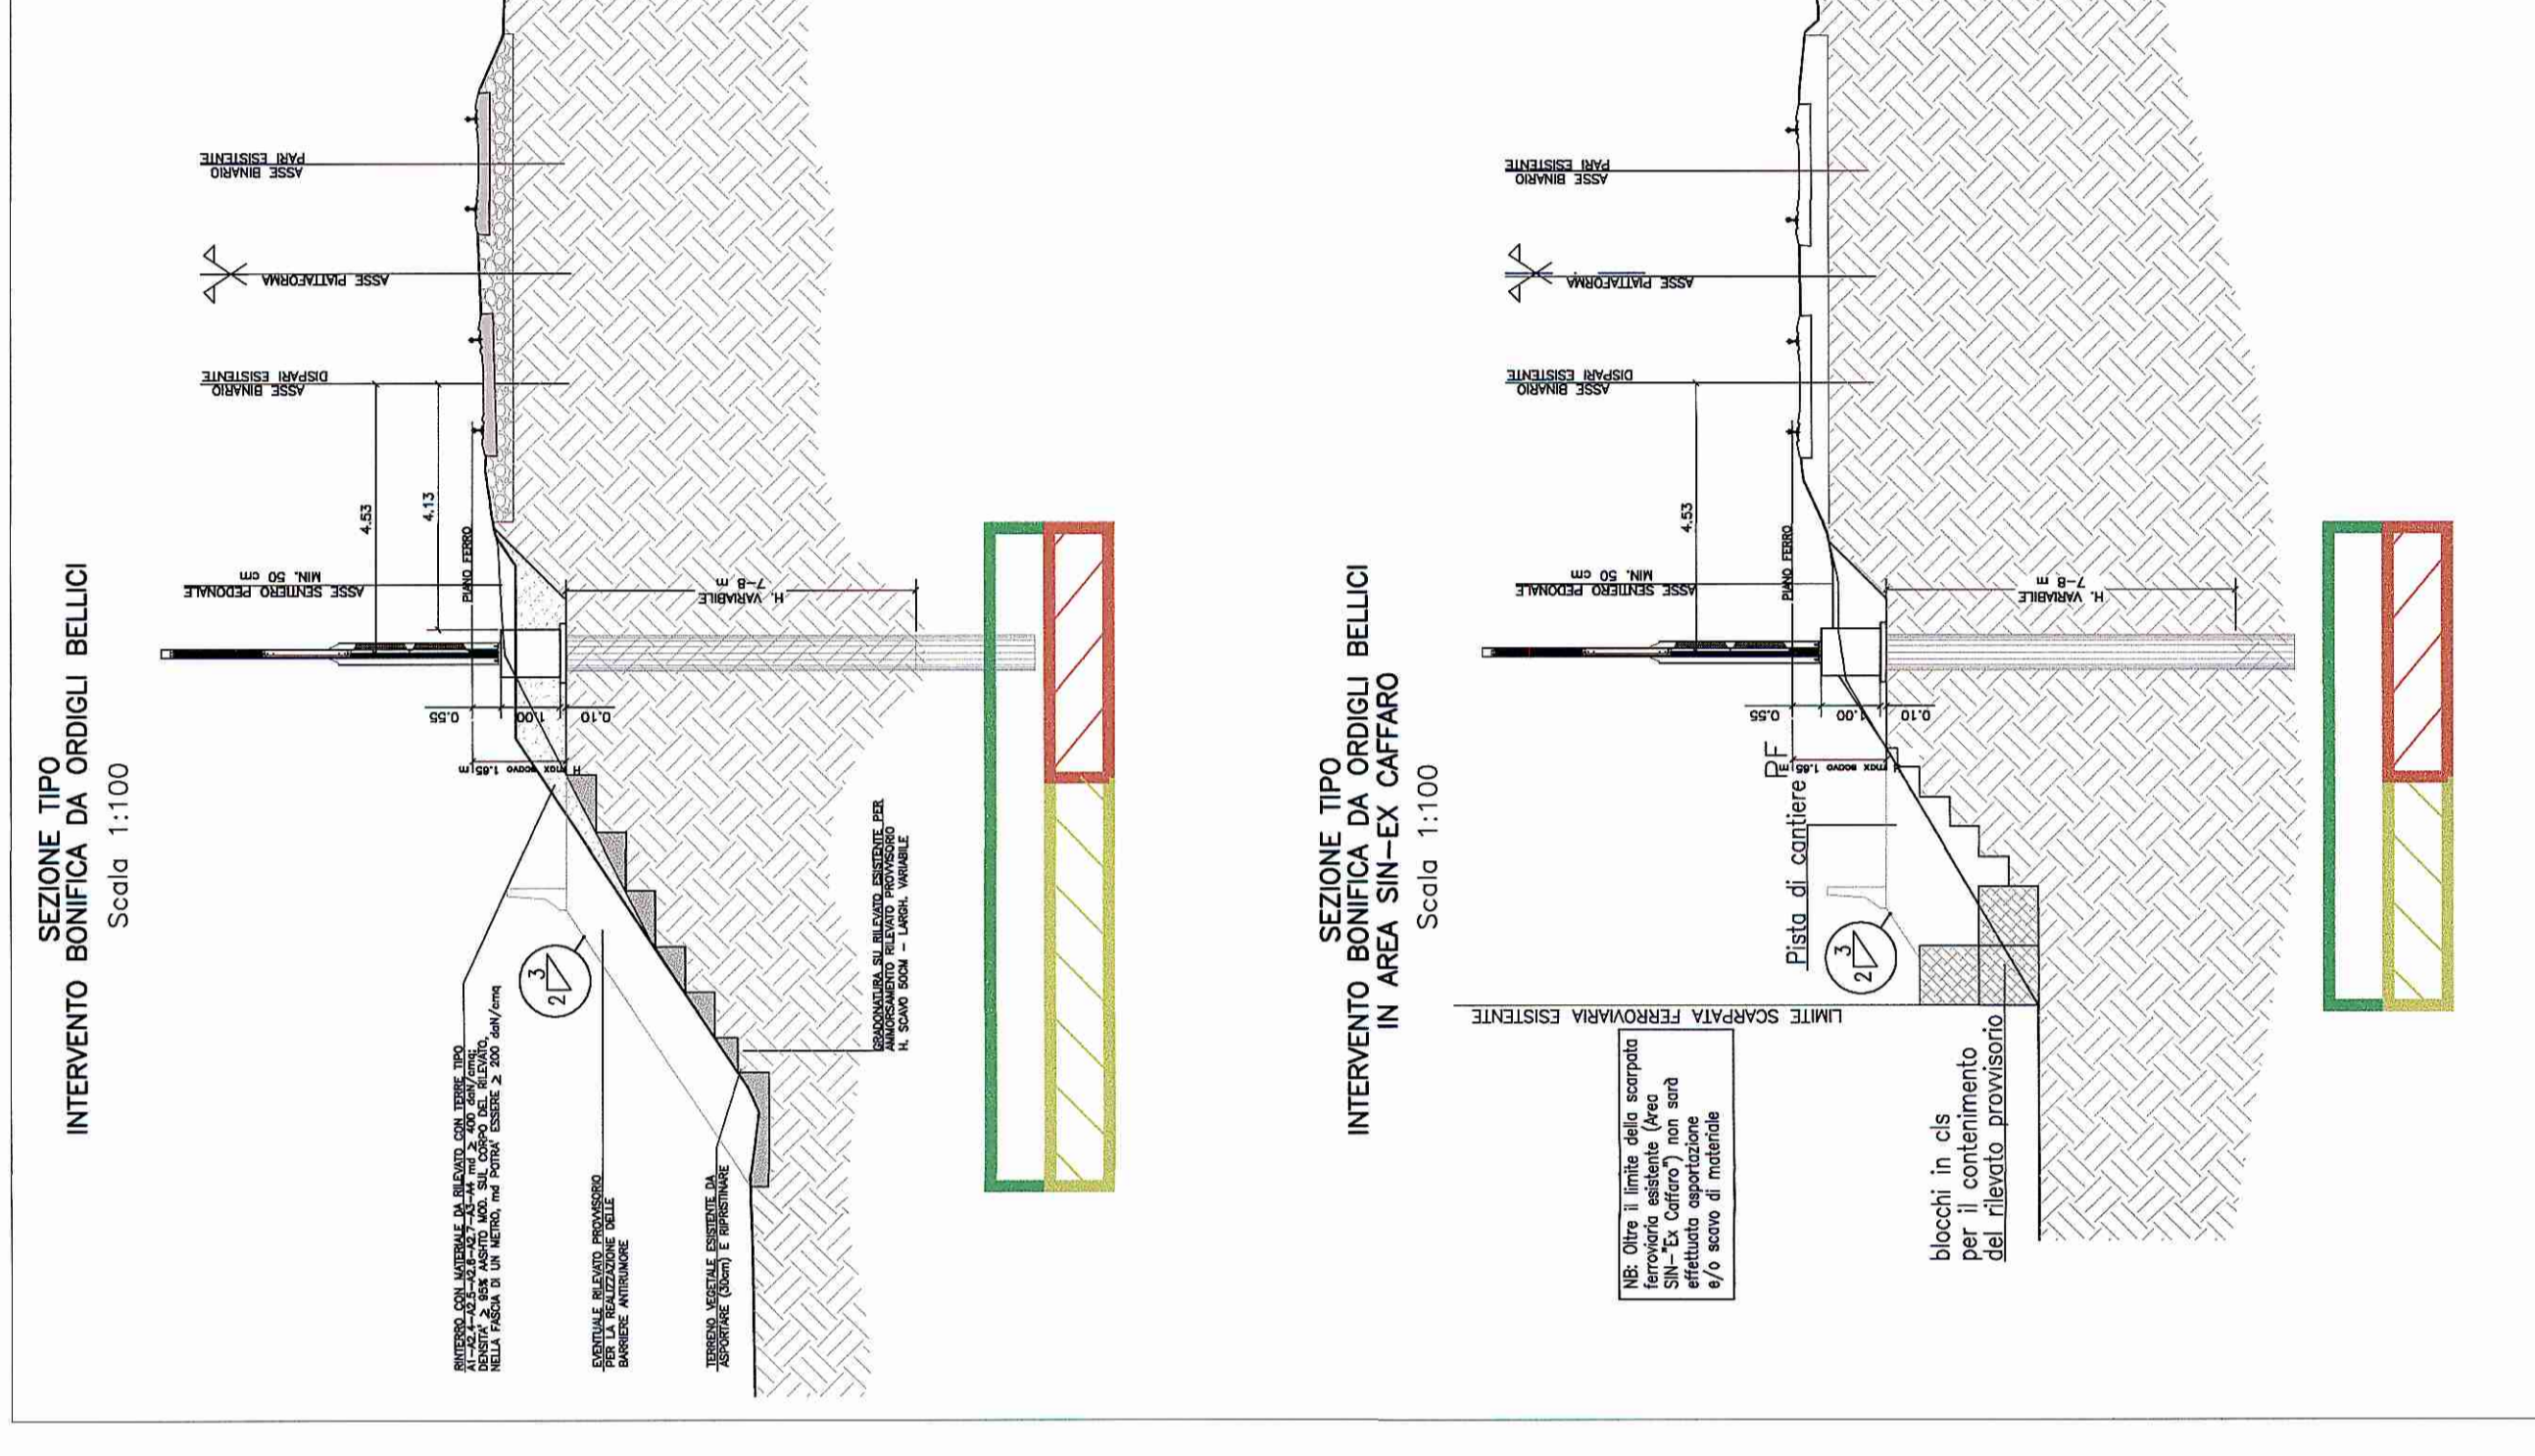 SEZIONE TIPO
INTERVENTO BONIFICA DA ORDIGLI BELLICI
Scala 1:100
ASSE BINARIO
PARI ESISTENTE
ASSE PIATTAFORMA
ASSE BINARIO
DISPARI ESISTENTE
4.53
4.13
PIANO FERRO
ASSE SENTIERO PEDONALE
MIN. 50 cm
H. VARIABILE
7-8 m
0.55
1.00
0.10
H max scavo 1.65 m
3
2
RINTERRO CON MATERIALE DA RILEVATO CON TERRE TIPO
A1-A2.4-A2.5-A2.6-A2.7-A3-A4 md ≥ 400 daN/cmq;
DENSITA' ≥ 95% AASHTO MOD. SUL CORPO DEL RILEVATO,
NELLA FASCIA DI UN METRO, md POTRA' ESSERE ≥ 200 daN/cmq
EVENTUALE RILEVATO PROVVISORIO
PER LA REALIZZAZIONE DELLE
BARRIERE ANTIRUMORE
TERRENO VEGETALE ESISTENTE DA
ASPORTARE (30cm) E RIPRISTINARE
GRADONATURA SU RILEVATO ESISTENTE PER
AMMORSAMENTO RILEVATO PROVVISORIO
H. SCAVO 50CM - LARGH. VARIABILE
SEZIONE TIPO
INTERVENTO BONIFICA DA ORDIGLI BELLICI
IN AREA SIN-EX CAFFARO
Scala 1:100
ASSE BINARIO
PARI ESISTENTE
ASSE PIATTAFORMA
ASSE BINARIO
DISPARI ESISTENTE
4.53
PIANO FERRO
ASSE SENTIERO PEDONALE
MIN. 50 cm
H. VARIABILE
7-8 m
0.55
1.00
0.10
PF
max scavo 1.65 m
Pista di cantiere
3
2
LIMITE SCARPATA FERROVIARIA ESISTENTE
NB: Oltre il limite della scarpata
ferroviaria esistente (Area
SIN-"Ex Caffaro") non sarà
effettuata asportazione
e/o scavo di materiale
blocchi in cls
per il contenimento
del rilevato provvisorio